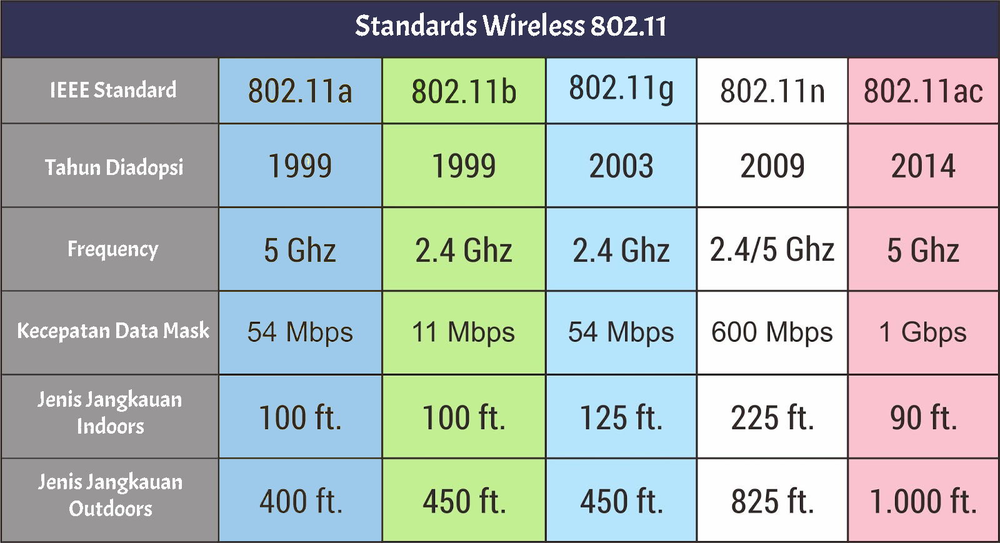 Standards Wireless 802.11
IEEE Standard 802.11a 802.11b 802.11g 802.11n 802.11ac
Tahun Diadopsi 1999 1999 2003 2009 2014
Frequency 5 Ghz 2.4 Ghz 2.4 Ghz 2.4/5 Ghz 5 Ghz
Kecepatan Data Mask 54 Mbps 11 Mbps 54 Mbps 600 Mbps 1 Gbps
Jenis Jangkauan
Indoors 100 ft. 100 ft. 125 ft. 225 ft. 90 ft.
Jenis Jangkauan
Outdoors 400 ft. 450 ft. 450 ft. 825 ft. 1.000 ft.